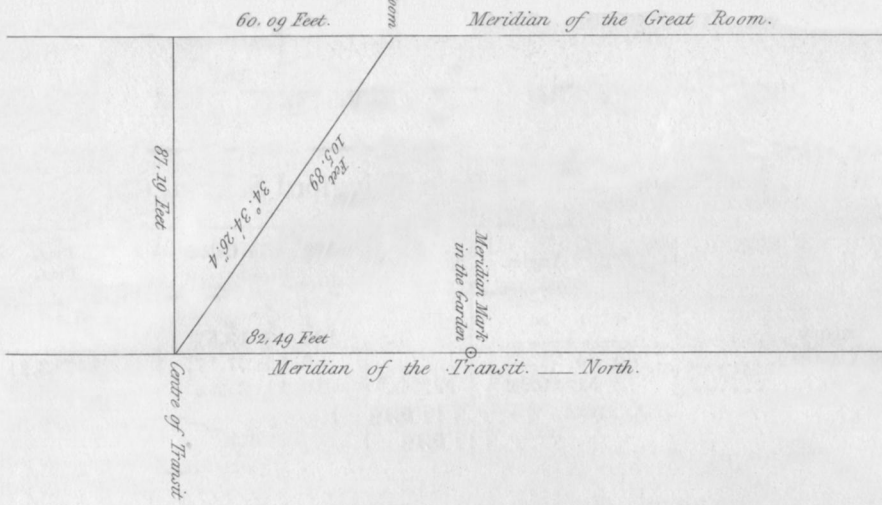 60.09 Feet.
oom
Meridian of the Great Room.
87.19 Feet
105.89
Feet
34.° 34.' 26."4
Meridian Mark
in the Garden
82.49 Feet
Meridian of the Transit. — North.
Centre of Transit